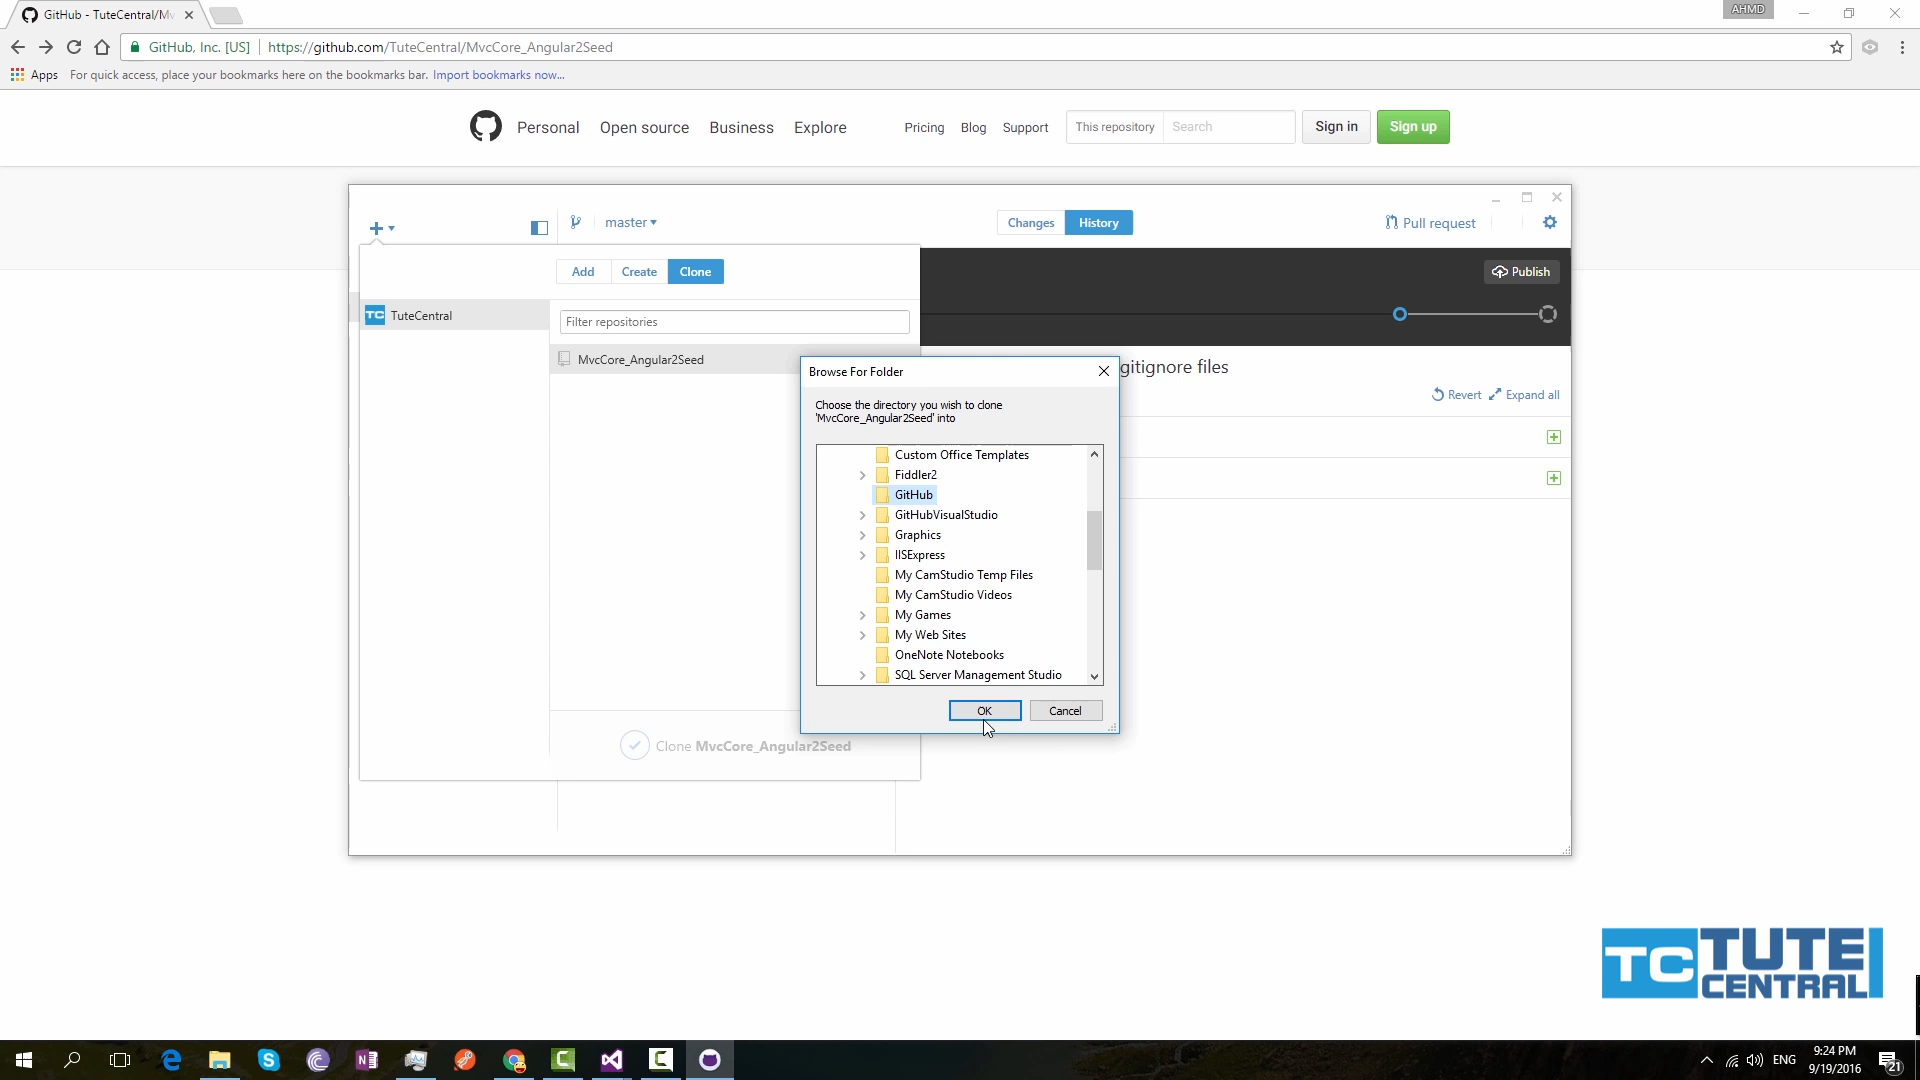 GitHub - TuteCentral/Mv
AHMD
GitHub, Inc. [US]
https://github.com/TuteCentral/MvcCore_Angular2Seed
Apps
For quick access, place your bookmarks here on the bookmarks bar.
Import bookmarks now...
Personal
Open source
Business
Explore
Pricing
Blog
Support
This repository
Search
Sign in
Sign up
master
Changes
History
Pull request
Add
Create
Clone
Publish
TC
TuteCentral
Filter repositories
MvcCore_Angular2Seed
gitignore files
Revert
Expand all
Browse For Folder
Choose the directory you wish to clone
'MvcCore_Angular2Seed' into
Custom Office Templates
Fiddler2
GitHub
GitHubVisualStudio
Graphics
IISExpress
My CamStudio Temp Files
My CamStudio Videos
My Games
My Web Sites
OneNote Notebooks
SQL Server Management Studio
OK
Cancel
Clone MvcCore_Angular2Seed
TC TUTE
CENTRAL
ENG
9:24 PM
9/19/2016
21